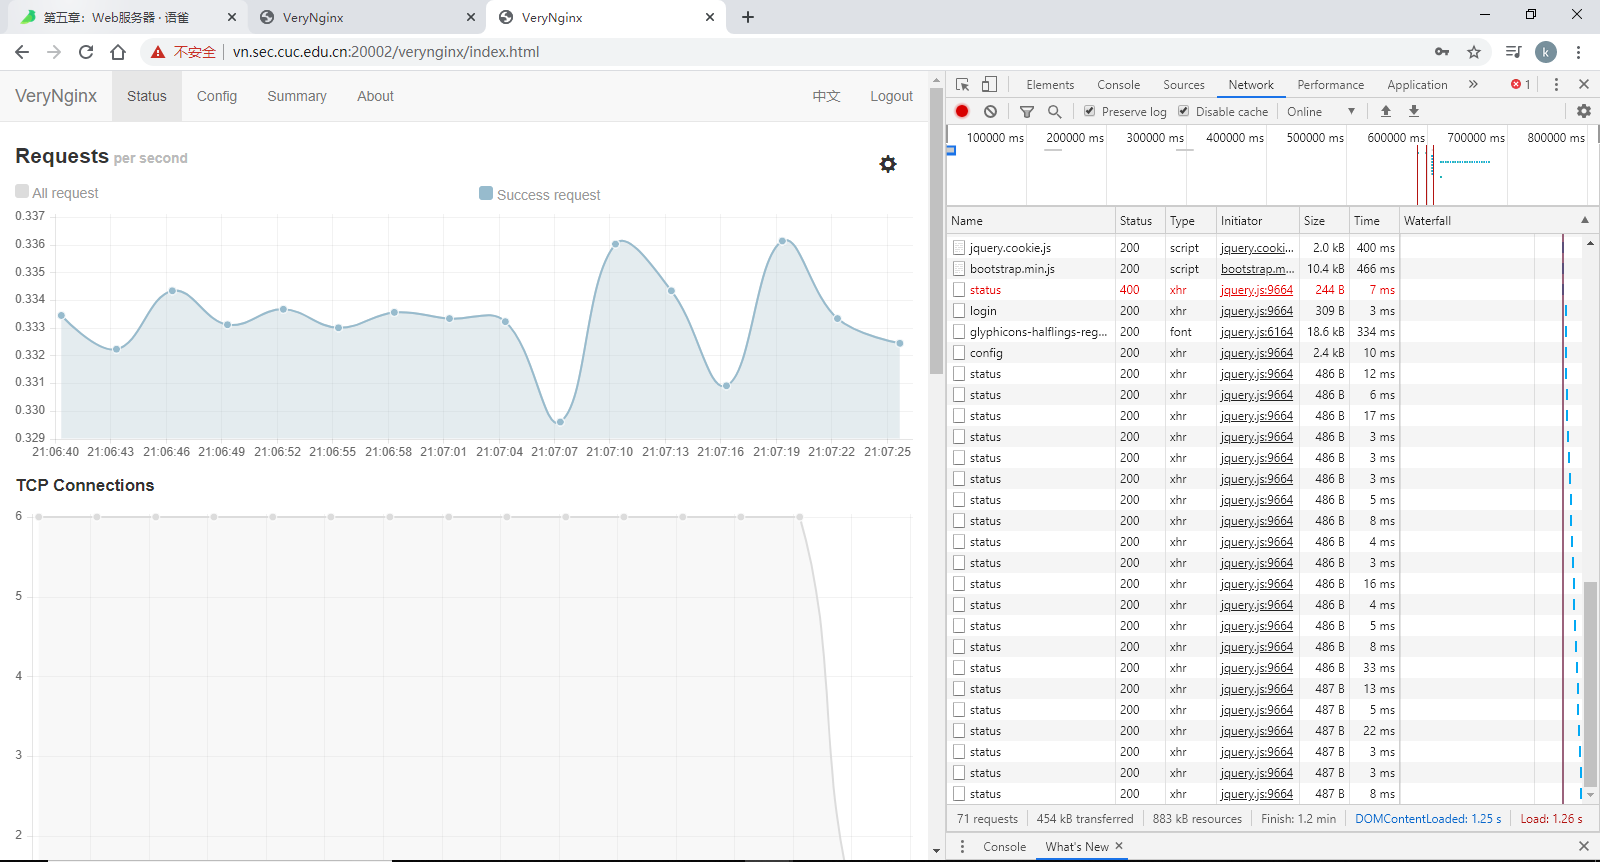 第五章：Web服务器 · 语雀
VeryNginx
VeryNginx
不安全 | vn.sec.cuc.edu.cn:20002/verynginx/index.html
k
VeryNginx Status Config Summary About 中文 Logout
Requests per second
All request
Success request
0.337
0.336
0.335
0.334
0.333
0.332
0.331
0.330
0.329
21:06:40 21:06:43 21:06:46 21:06:49 21:06:52 21:06:55 21:06:58 21:07:01 21:07:04 21:07:07 21:07:10 21:07:13 21:07:16 21:07:19 21:07:22 21:07:25
TCP Connections
6
5
4
3
2
Elements Console Sources Network Performance Application » 1
Preserve log Disable cache Online
100000 ms 200000 ms 300000 ms 400000 ms 500000 ms 600000 ms 700000 ms 800000 ms
Name Status Type Initiator Size Time Waterfall
jquery.cookie.js 200 script jquery.cooki... 2.0 kB 400 ms
bootstrap.min.js 200 script bootstrap.m... 10.4 kB 466 ms
status 400 xhr jquery.js:9664 244 B 7 ms
login 200 xhr jquery.js:9664 309 B 3 ms
glyphicons-halflings-reg... 200 font jquery.js:6164 18.6 kB 334 ms
config 200 xhr jquery.js:9664 2.4 kB 10 ms
status 200 xhr jquery.js:9664 486 B 12 ms
status 200 xhr jquery.js:9664 486 B 6 ms
status 200 xhr jquery.js:9664 486 B 17 ms
status 200 xhr jquery.js:9664 486 B 3 ms
status 200 xhr jquery.js:9664 486 B 3 ms
status 200 xhr jquery.js:9664 486 B 3 ms
status 200 xhr jquery.js:9664 486 B 5 ms
status 200 xhr jquery.js:9664 486 B 8 ms
status 200 xhr jquery.js:9664 486 B 4 ms
status 200 xhr jquery.js:9664 486 B 3 ms
status 200 xhr jquery.js:9664 486 B 16 ms
status 200 xhr jquery.js:9664 486 B 4 ms
status 200 xhr jquery.js:9664 486 B 5 ms
status 200 xhr jquery.js:9664 486 B 8 ms
status 200 xhr jquery.js:9664 486 B 33 ms
status 200 xhr jquery.js:9664 487 B 13 ms
status 200 xhr jquery.js:9664 487 B 5 ms
status 200 xhr jquery.js:9664 487 B 22 ms
status 200 xhr jquery.js:9664 487 B 3 ms
status 200 xhr jquery.js:9664 487 B 3 ms
status 200 xhr jquery.js:9664 487 B 8 ms
71 requests 454 kB transferred 883 kB resources Finish: 1.2 min DOMContentLoaded: 1.25 s Load: 1.26 s
Console What's New